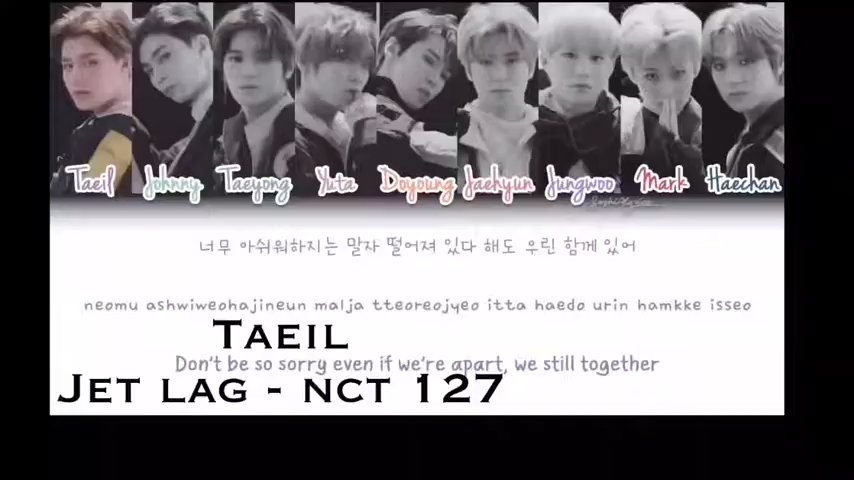 Taeil Johnny Taeyong Yuta Doyoung Jaehyun Jungwoo Mark Haechan
너무 아쉬워하지는 말자 떨어져 있다 해도 우린 함께 있어
neomu ashwiweohajineun malja tteoreojyeo itta haedo urin hamkke isseo
TAEIL
Don't be so sorry even if we're apart, we still together
JET LAG - NCT 127